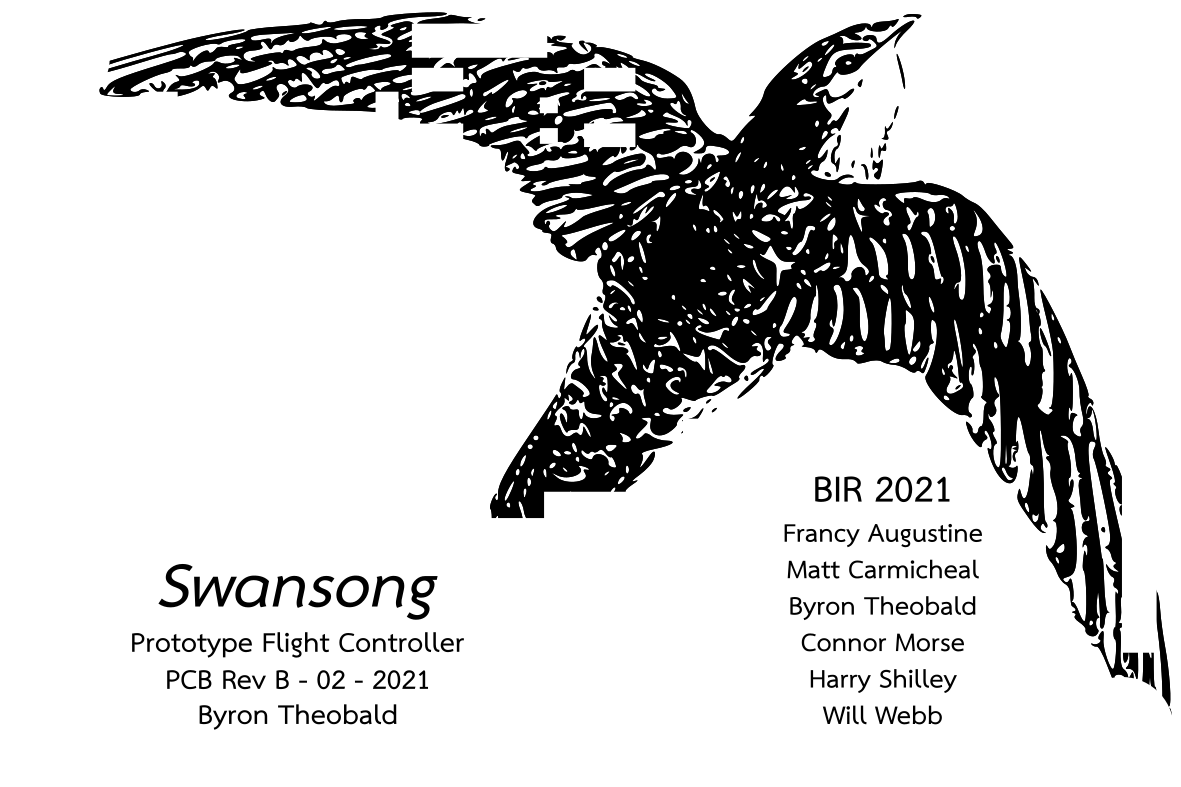 Swansong
Prototype Flight Controller
PCB Rev B - 02 - 2021
Byron Theobald
BIR 2021
Francy Augustine
Matt Carmicheal
Byron Theobald
Connor Morse
Harry Shilley
Will Webb